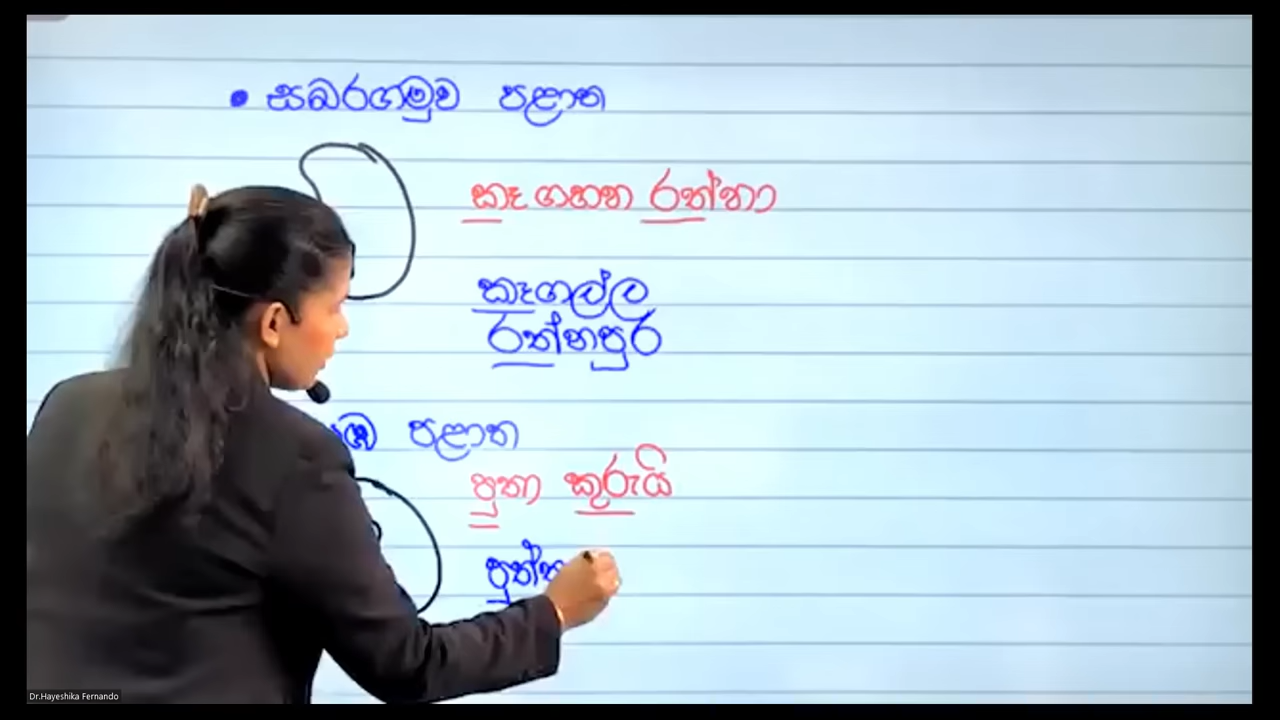 • සබරගමුව පළාත
කෑ ගහන රත්නා
කෑගල්ල
රත්නපුර
පළාත
පුතා කුරුයි
Dr.Hayeshika Fernando